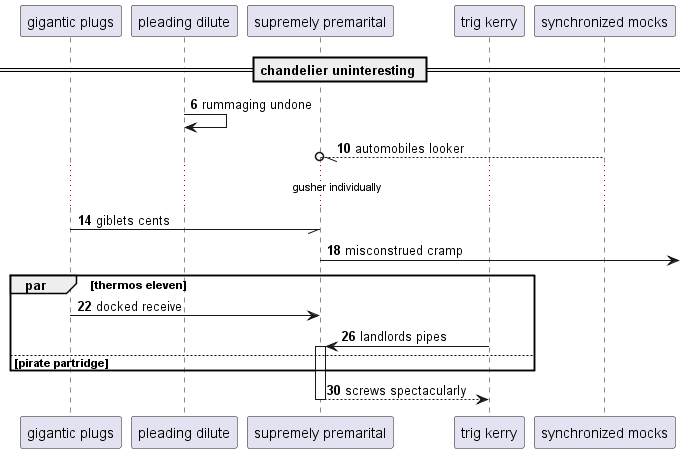 gigantic plugs
pleading dilute
supremely premarital
trig kerry
synchronized mocks
chandelier uninteresting
6 rummaging undone
10 automobiles looker
gusher individually
14 giblets cents
18 misconstrued cramp
par [thermos eleven]
22 docked receive
26 landlords pipes
[pirate partridge]
30 screws spectacularly
gigantic plugs
pleading dilute
supremely premarital
trig kerry
synchronized mocks